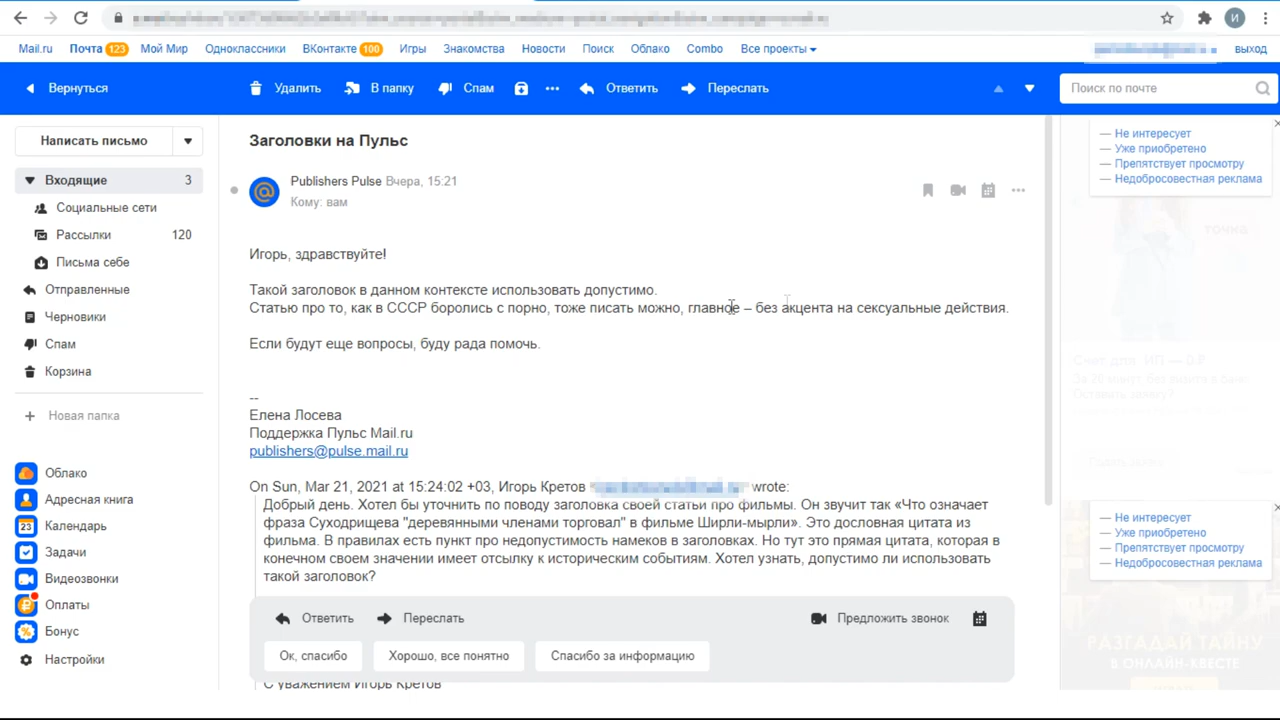 Mail.ru Почта 123 Мой Мир Одноклассники ВКонтакте 100 Игры Знакомства Новости Поиск Облако Combo Все проекты выход
Вернуться Удалить В папку Спам Ответить Переслать Поиск по почте
Написать письмо
Входящие 3
Социальные сети
Рассылки 120
Письма себе
Отправленные
Черновики
Спам
Корзина
Новая папка
Облако
Адресная книга
23 Календарь
Задачи
Видеозвонки
Оплаты
Бонус
Настройки
Заголовки на Пульс
Publishers Pulse Вчера, 15:21
Кому: вам
Игорь, здравствуйте!
Такой заголовок в данном контексте использовать допустимо.
Статью про то, как в СССР боролись с порно, тоже писать можно, главное – без акцента на сексуальные действия.
Если будут еще вопросы, буду рада помочь.
--
Елена Лосева
Поддержка Пульс Mail.ru
publishers@pulse.mail.ru
On Sun, Mar 21, 2021 at 15:24:02 +03, Игорь Кретов wrote:
Добрый день. Хотел бы уточнить по поводу заголовка своей статьи про фильмы. Он звучит так «Что означает
фраза Суходрищева "деревянными членами торговал" в фильме Ширли-мырли». Это дословная цитата из
фильма. В правилах есть пункт про недопустимость намеков в заголовках. Но тут это прямая цитата, которая в
конечном своем значении имеет отсылку к историческим событиям. Хотел узнать, допустимо ли использовать
такой заголовок?
Ответить Переслать Предложить звонок
Ок, спасибо Хорошо, все понятно Спасибо за информацию
С уважением Игорь Кретов
— Не интересует
— Уже приобретено
— Препятствует просмотру
— Недобросовестная реклама
точка
Счет для ИП — 0 ₽
— Не интересует
— Уже приобретено
— Препятствует просмотру
— Недобросовестная реклама
РАЗГАДАЙ ТАЙНУ
В ОНЛАЙН-КВЕСТЕ
И